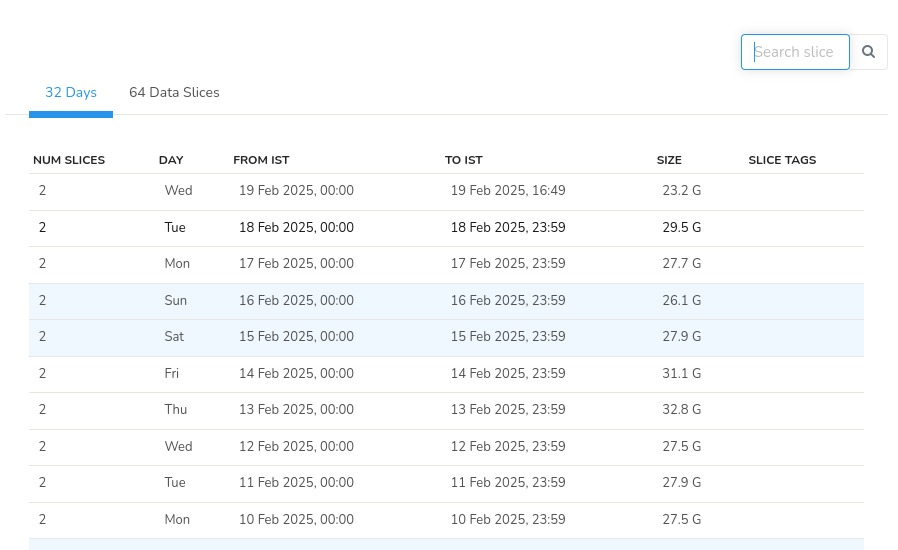 Search slice
32 Days 64 Data Slices
NUM SLICES DAY FROM IST TO IST SIZE SLICE TAGS
2 Wed 19 Feb 2025, 00:00 19 Feb 2025, 16:49 23.2 G
2 Tue 18 Feb 2025, 00:00 18 Feb 2025, 23:59 29.5 G
2 Mon 17 Feb 2025, 00:00 17 Feb 2025, 23:59 27.7 G
2 Sun 16 Feb 2025, 00:00 16 Feb 2025, 23:59 26.1 G
2 Sat 15 Feb 2025, 00:00 15 Feb 2025, 23:59 27.9 G
2 Fri 14 Feb 2025, 00:00 14 Feb 2025, 23:59 31.1 G
2 Thu 13 Feb 2025, 00:00 13 Feb 2025, 23:59 32.8 G
2 Wed 12 Feb 2025, 00:00 12 Feb 2025, 23:59 27.5 G
2 Tue 11 Feb 2025, 00:00 11 Feb 2025, 23:59 27.9 G
2 Mon 10 Feb 2025, 00:00 10 Feb 2025, 23:59 27.5 G